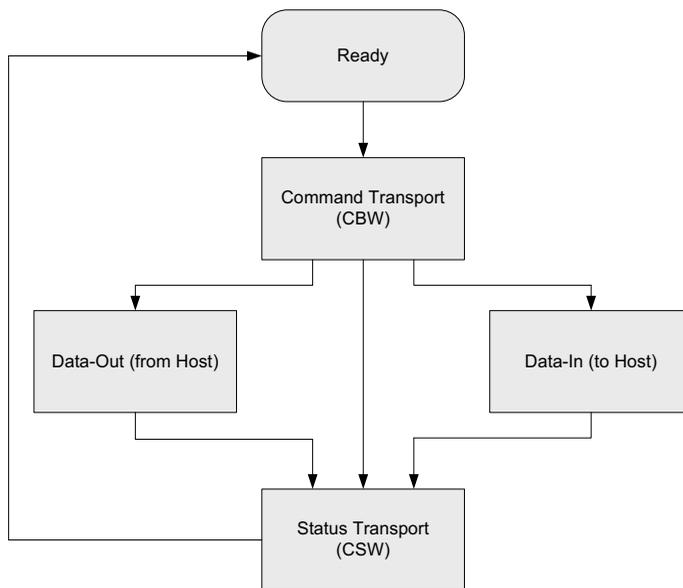 Ready
Command Transport
(CBW)
Data-Out (from Host)
Data-In (to Host)
Status Transport
(CSW)